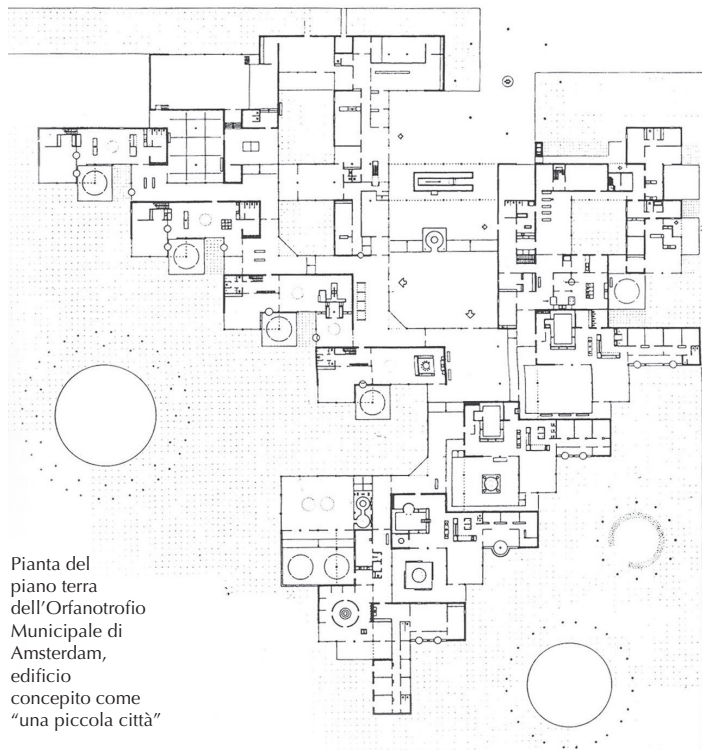 Pianta del
piano terra
dell’Orfanotrofio
Municipale di
Amsterdam,
edificio
concepito come
“una piccola città”